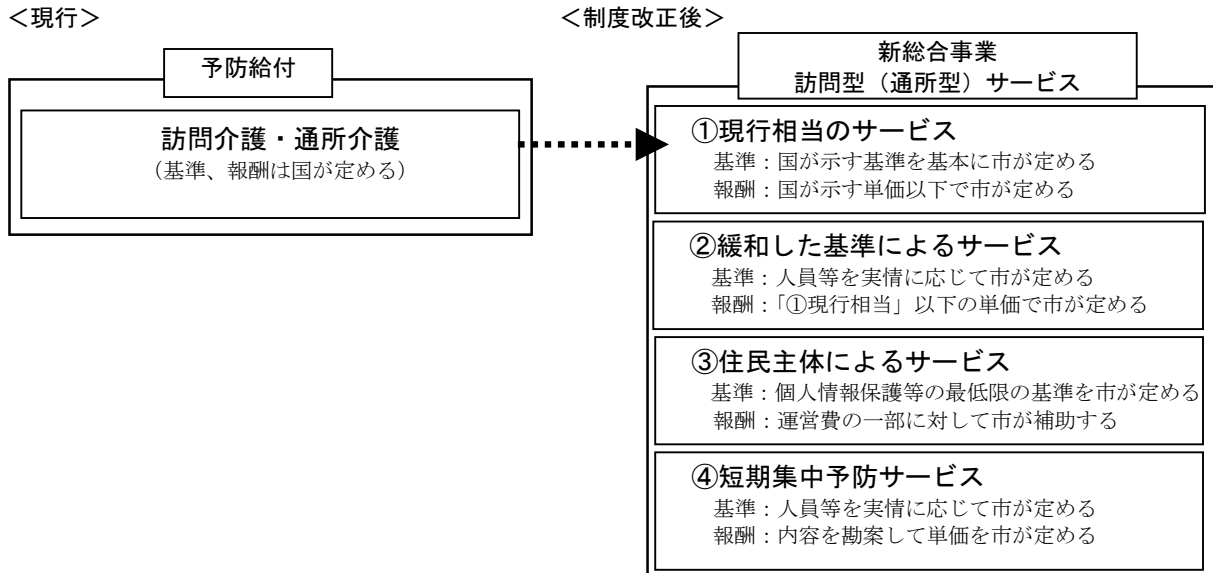 ＜現行＞
予防給付
訪問介護・通所介護
（基準、報酬は国が定める）
＜制度改正後＞
新総合事業
訪問型（通所型）サービス
①現行相当のサービス
基準：国が示す基準を基本に市が定める
報酬：国が示す単価以下で市が定める
②緩和した基準によるサービス
基準：人員等を実情に応じて市が定める
報酬：「①現行相当」以下の単価で市が定める
③住民主体によるサービス
基準：個人情報保護等の最低限の基準を市が定める
報酬：運営費の一部に対して市が補助する
④短期集中予防サービス
基準：人員等を実情に応じて市が定める
報酬：内容を勘案して単価を市が定める